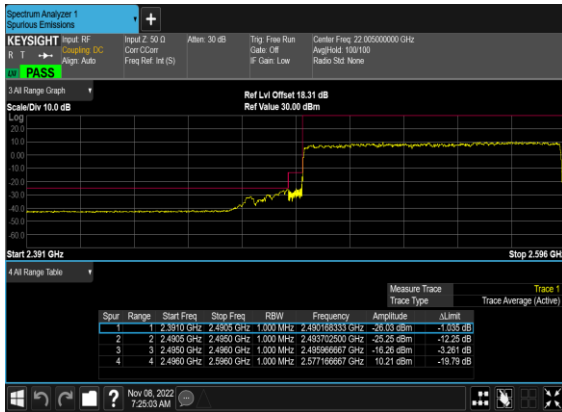 Spectrum Analyzer 1
Spurious Emissions
KEYSIGHT Input: RF Input Z: 50 Ω Atten: 30 dB Trig: Free Run Center Freq: 22.005000000 GHz
R T Coupling: DC Corr CCorr Gate: Off Avg|Hold: 100/100
Align: Auto Freq Ref: Int (S) IF Gain: Low Radio Std: None
PASS
3 All Range Graph
Ref Lvl Offset 18.31 dB
Scale/Div 10.0 dB Ref Value 30.00 dBm
Log
20.0
10.0
0.00
-10.0
-20.0
-30.0
-40.0
-50.0
-60.0
Start 2.391 GHz Stop 2.596 GHz
4 All Range Table
Measure Trace Trace 1
Trace Type Trace Average (Active)
Spur Range Start Freq Stop Freq RBW Frequency Amplitude ΔLimit
1 1 2.3910 GHz 2.4905 GHz 1.000 MHz 2.490168333 GHz -26.03 dBm -1.035 dB
2 2 2.4905 GHz 2.4950 GHz 1.000 MHz 2.493702500 GHz -25.25 dBm -12.25 dB
3 3 2.4950 GHz 2.4960 GHz 1.000 MHz 2.495966667 GHz -16.26 dBm -3.261 dB
4 4 2.4960 GHz 2.5960 GHz 1.000 MHz 2.577166667 GHz 10.21 dBm -19.79 dB
Nov 08, 2022
7:25:03 AM